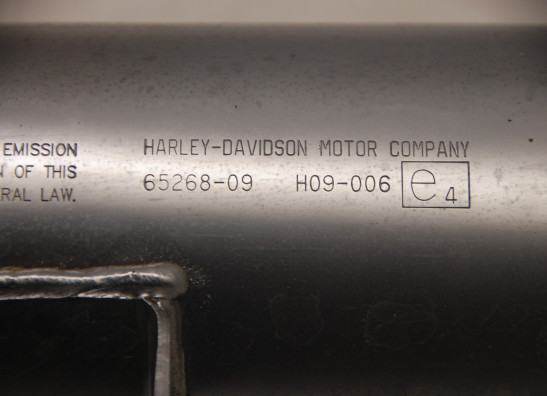 EMISSION
N OF THIS
RAL LAW.
HARLEY-DAVIDSON MOTOR COMPANY
65268-09 H09-006 e4